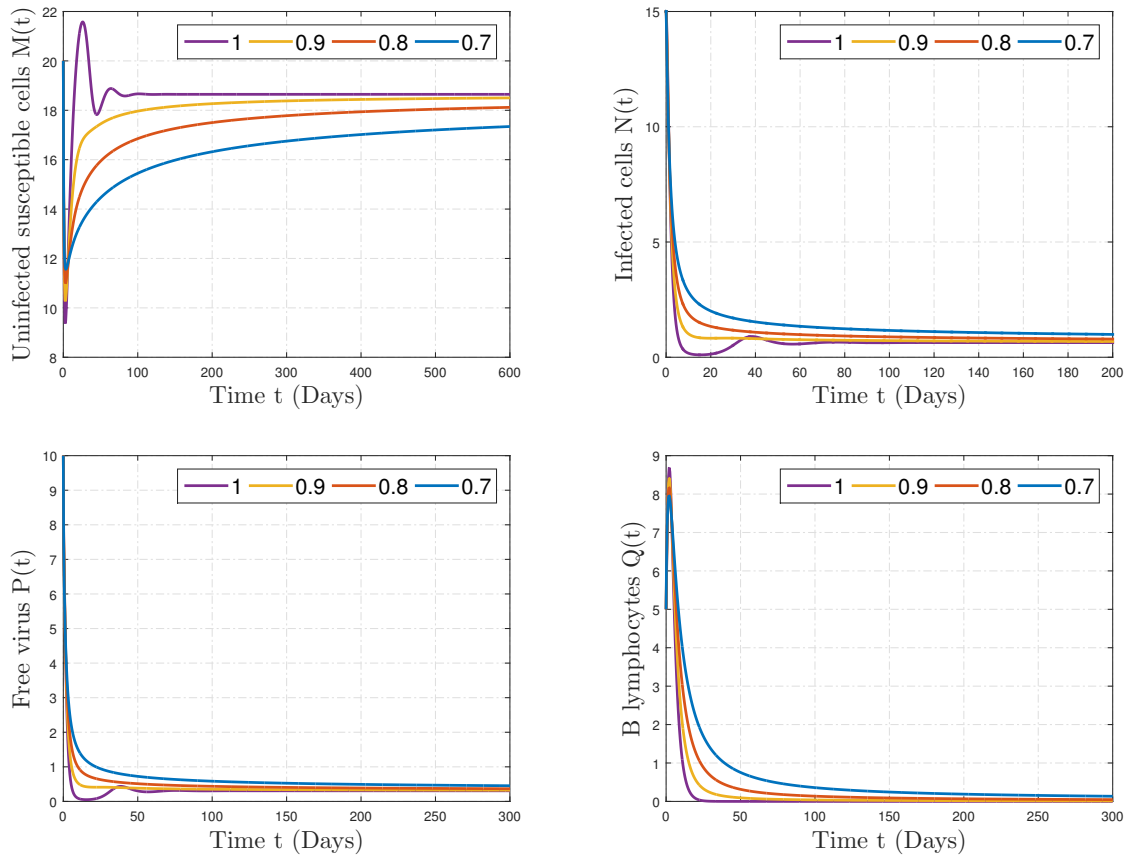 Uninfected susceptible cells M(t)
22
20
18
16
14
12
10
8
1 0.9 0.8 0.7
0 100 200 300 400 500 600
Time t (Days)
Infected cells N(t)
15
10
5
0
1 0.9 0.8 0.7
0 20 40 60 80 100 120 140 160 180 200
Time t (Days)
Free virus P(t)
10
9
8
7
6
5
4
3
2
1
0
1 0.9 0.8 0.7
0 50 100 150 200 250 300
Time t (Days)
B lymphocytes Q(t)
9
8
7
6
5
4
3
2
1
0
1 0.9 0.8 0.7
0 50 100 150 200 250 300
Time t (Days)